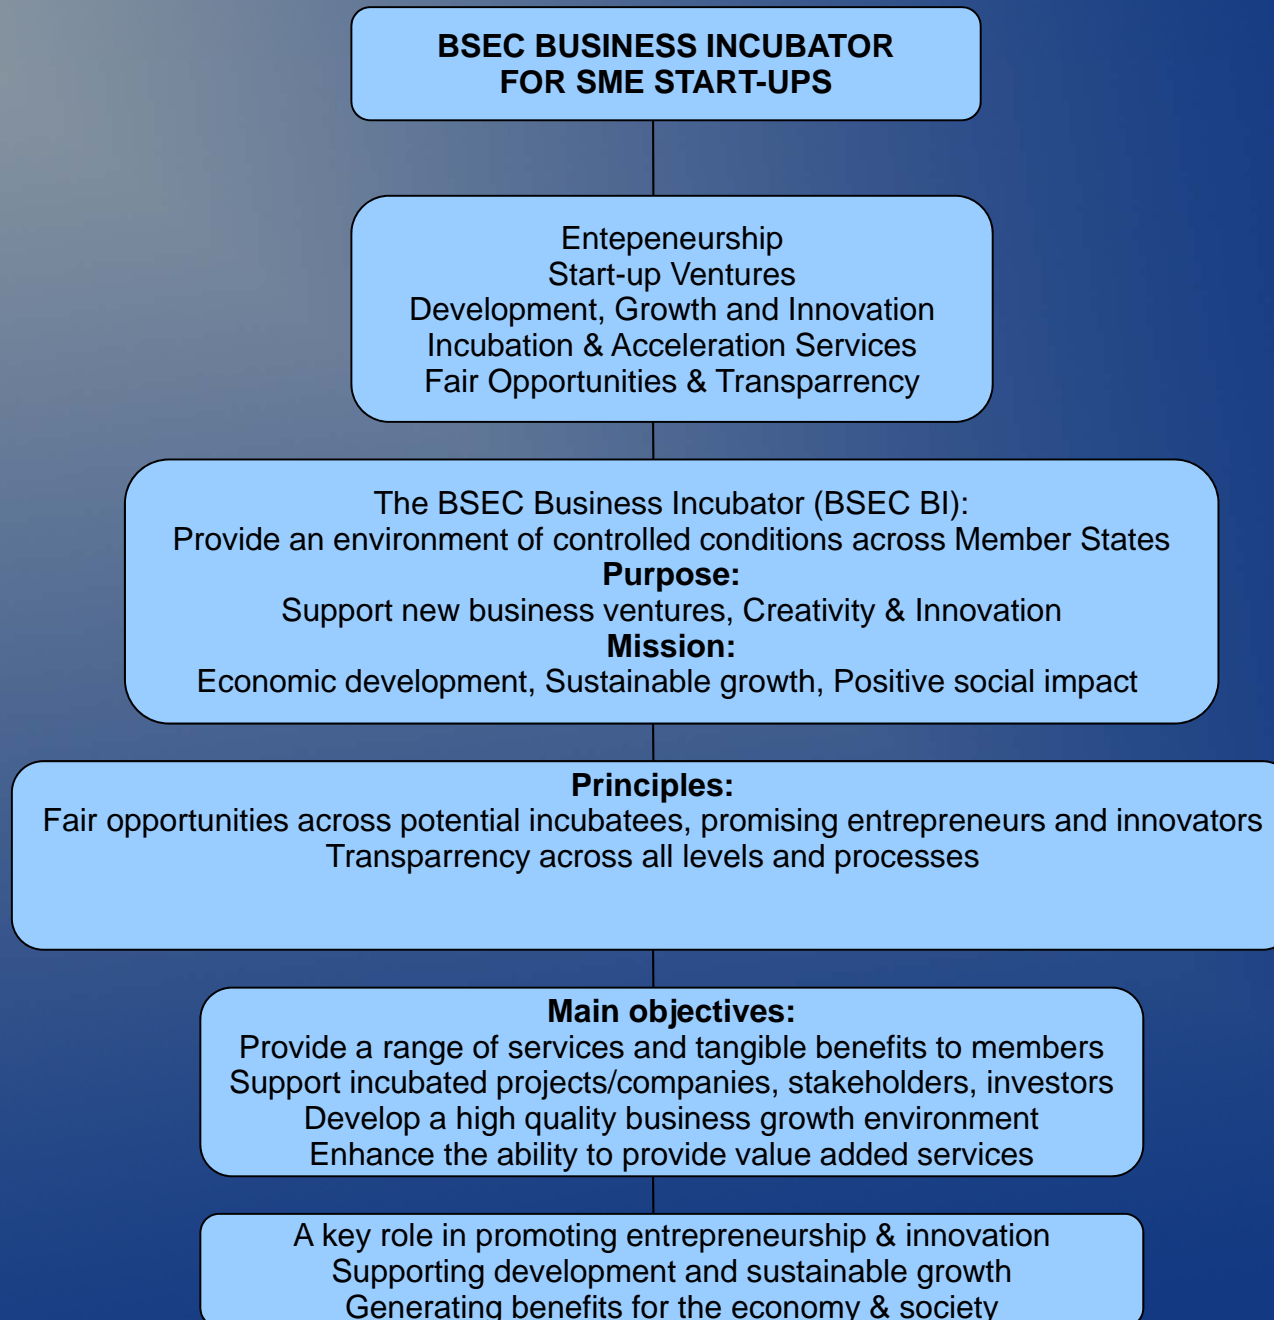 BSEC BUSINESS INCUBATOR
FOR SME START-UPS
Entepeneurship
Start-up Ventures
Development, Growth and Innovation
Incubation & Acceleration Services
Fair Opportunities & Transparrency
The BSEC Business Incubator (BSEC BI):
Provide an environment of controlled conditions across Member States
Purpose:
Support new business ventures, Creativity & Innovation
Mission:
Economic development, Sustainable growth, Positive social impact
Principles:
Fair opportunities across potential incubatees, promising entrepreneurs and innovators
Transparrency across all levels and processes
Main objectives:
Provide a range of services and tangible benefits to members
Support incubated projects/companies, stakeholders, investors
Develop a high quality business growth environment
Enhance the ability to provide value added services
A key role in promoting entrepreneurship & innovation
Supporting development and sustainable growth
Generating benefits for the economy & society